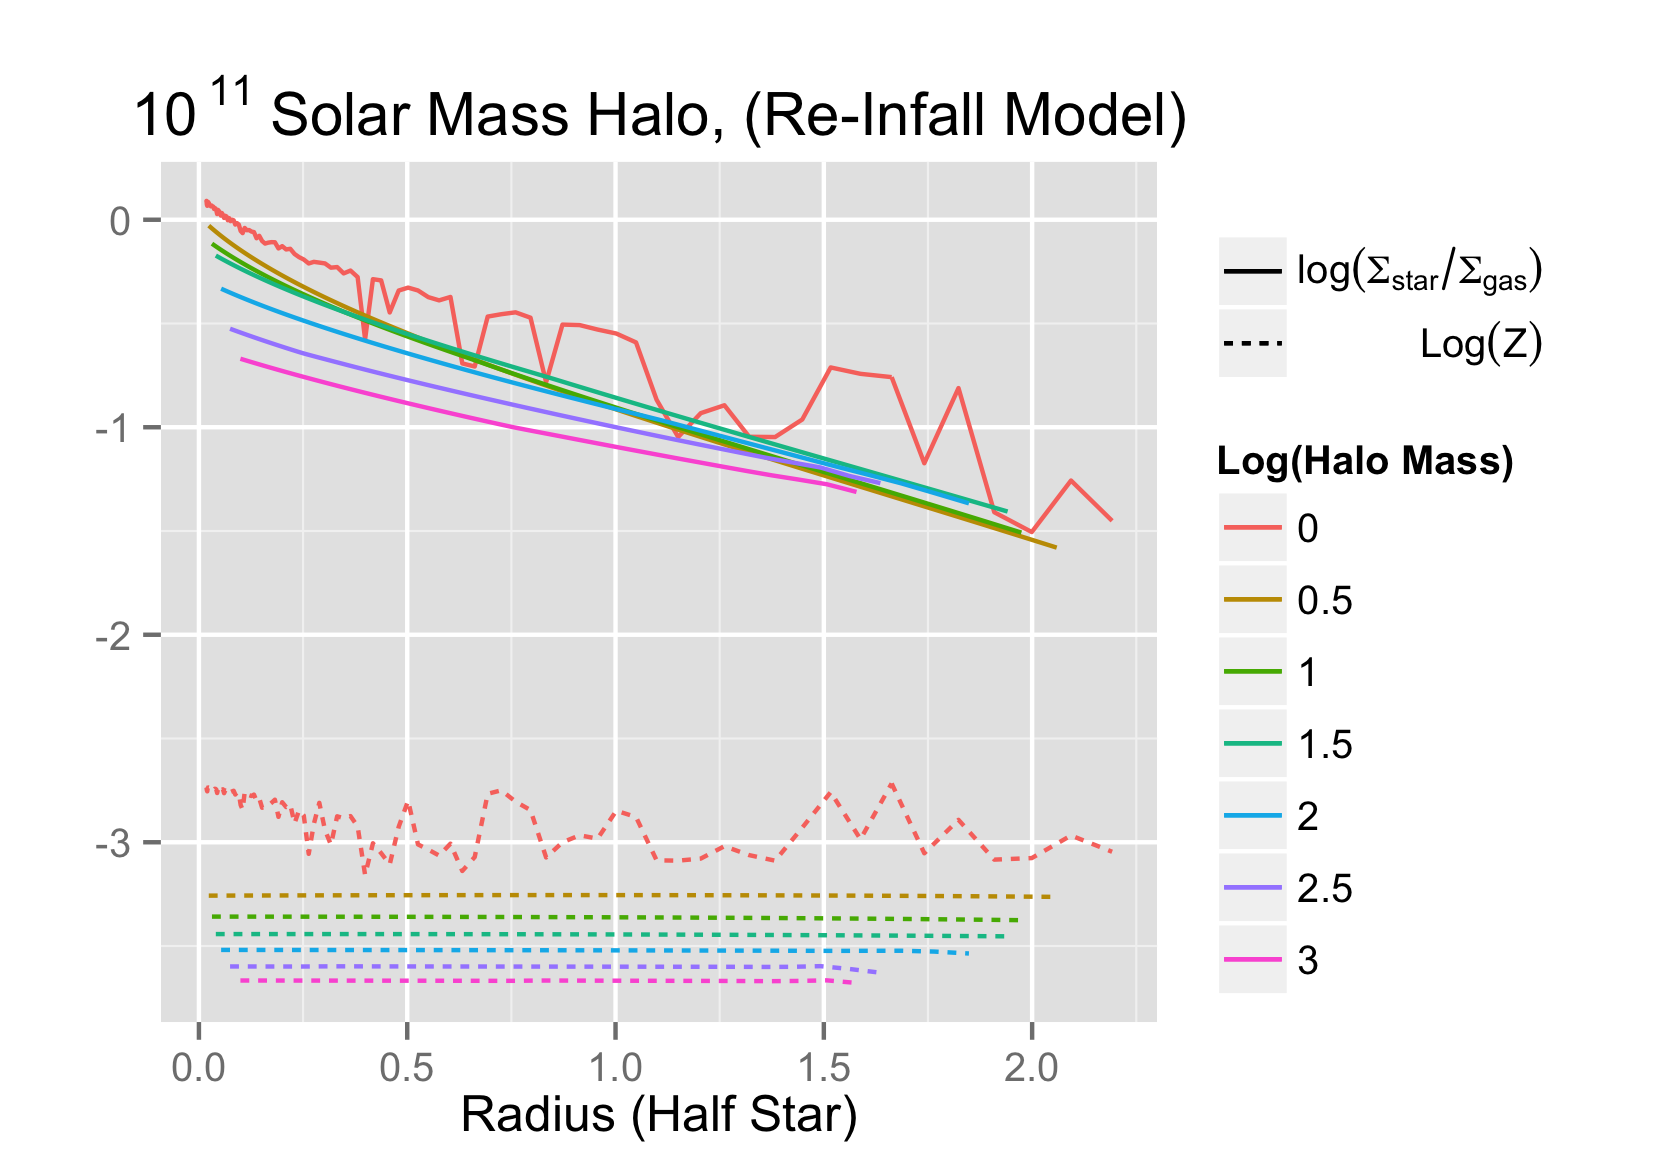 10 11 Solar Mass Halo, (Re-Infall Model)
0
-1
-2
-3
0.0 0.5 1.0 1.5 2.0
Radius (Half Star)
log(Σstar/Σgas)
Log(Z)
Log(Halo Mass)
0
0.5
1
1.5
2
2.5
3